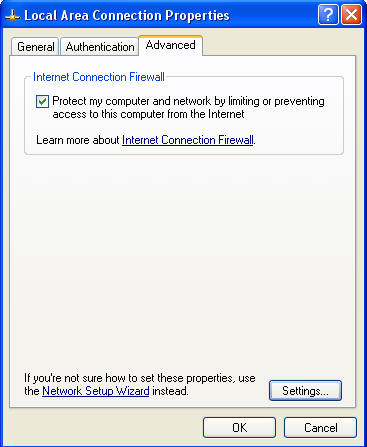 Local Area Connection Properties
General Authentication Advanced
Internet Connection Firewall
Protect my computer and network by limiting or preventing
access to this computer from the Internet
Learn more about Internet Connection Firewall.
If you're not sure how to set these properties, use
the Network Setup Wizard instead.
Settings...
OK Cancel